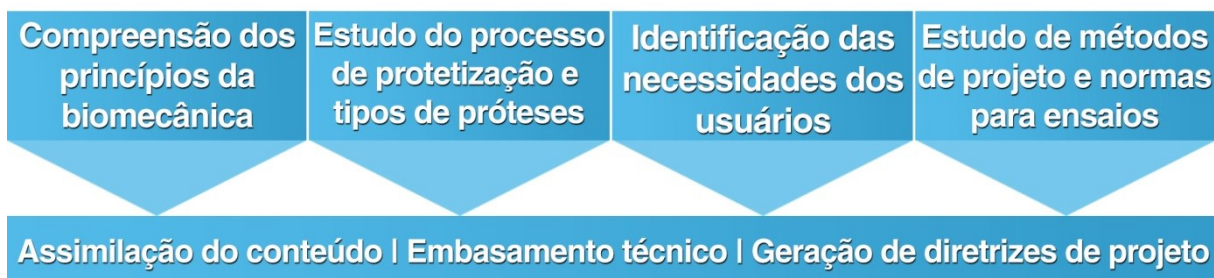 Compreensão dos
princípios da
biomecânica
Estudo do processo
de protetização e
tipos de próteses
Identificação das
necessidades dos
usuários
Estudo de métodos
de projeto e normas
para ensaios
Assimilação do conteúdo | Embasamento técnico | Geração de diretrizes de projeto